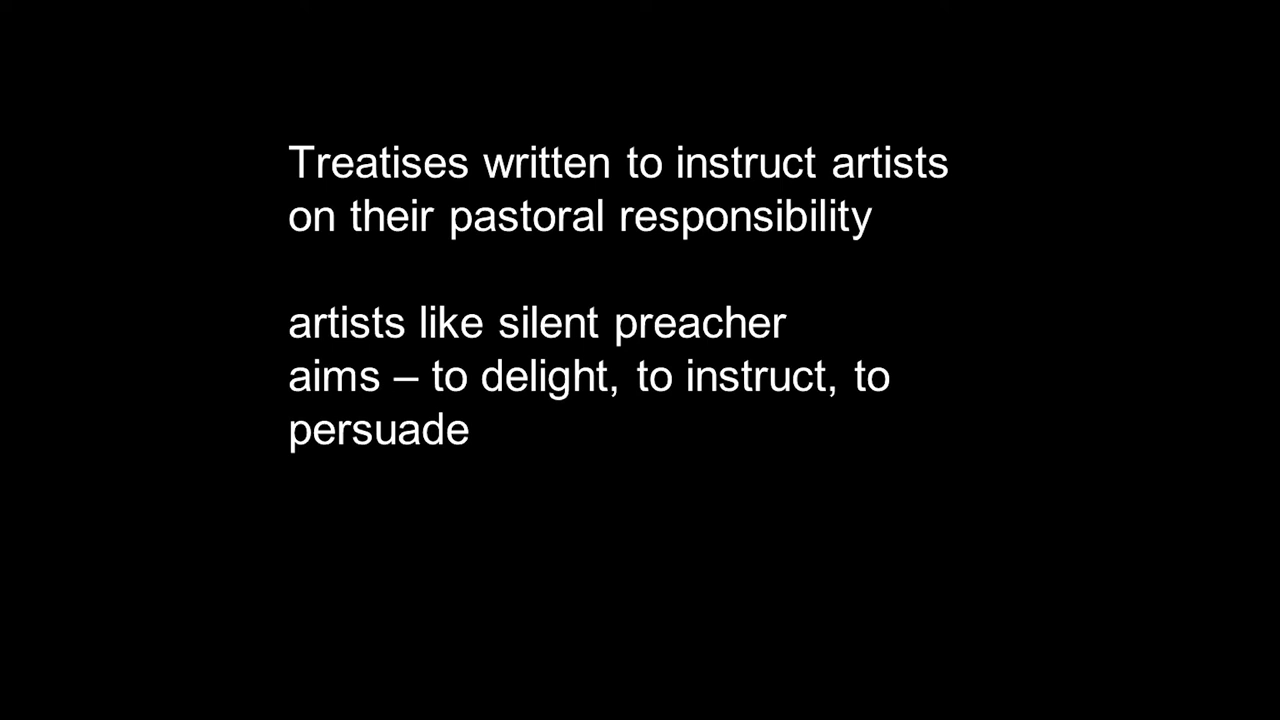 Treatises written to instruct artists
on their pastoral responsibility
artists like silent preacher
aims – to delight, to instruct, to
persuade